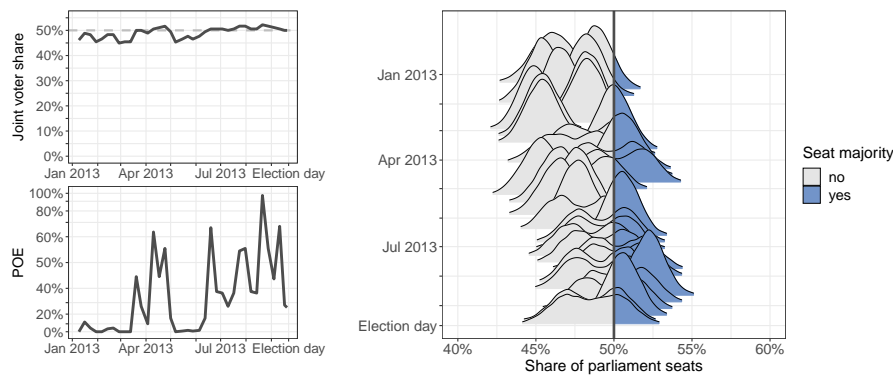 Joint voter share
50%
40%
30%
20%
10%
0%
Jan 2013 Apr 2013 Jul 2013 Election day
POE
100%
80%
60%
40%
20%
0%
Jan 2013 Apr 2013 Jul 2013 Election day
Jan 2013
Apr 2013
Jul 2013
Election day
40% 45% 50% 55% 60%
Share of parliament seats
Seat majority
no
yes